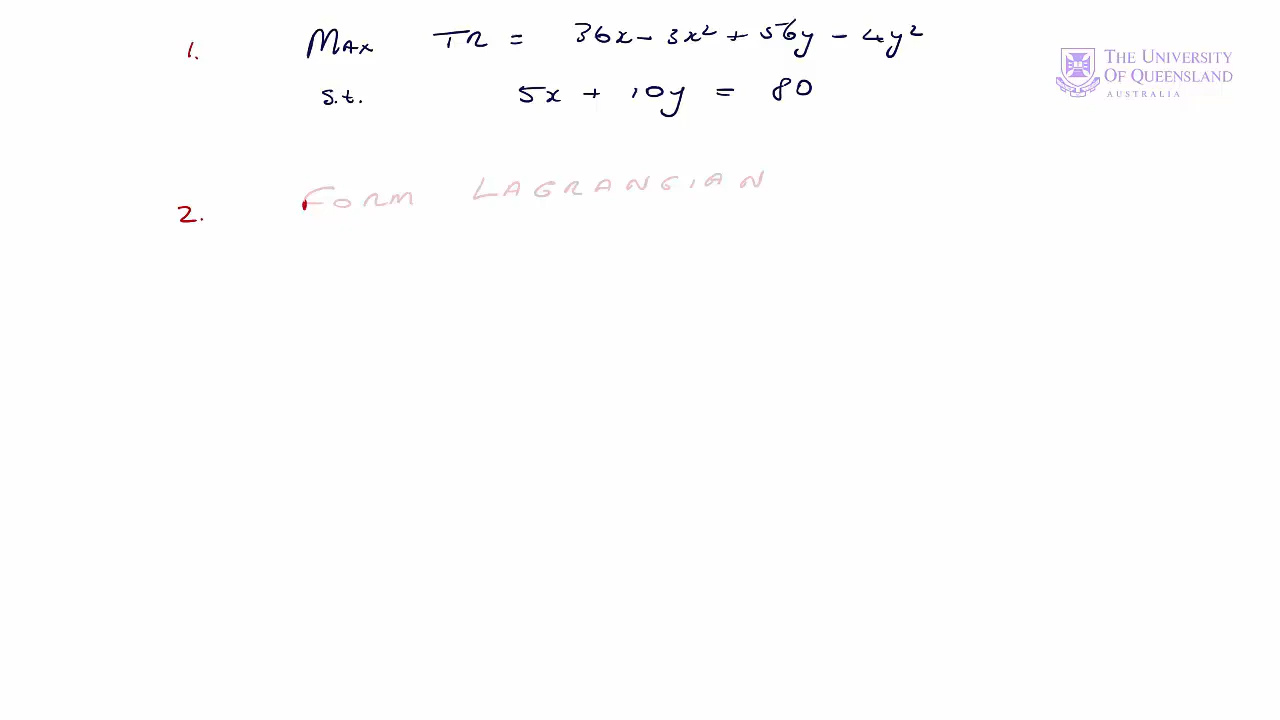 1. Max TR = 36x - 3x² + 56y - 4y²
s.t. 5x + 10y = 80
THE UNIVERSITY
OF QUEENSLAND
AUSTRALIA
2. FORM LAGRANGIAN